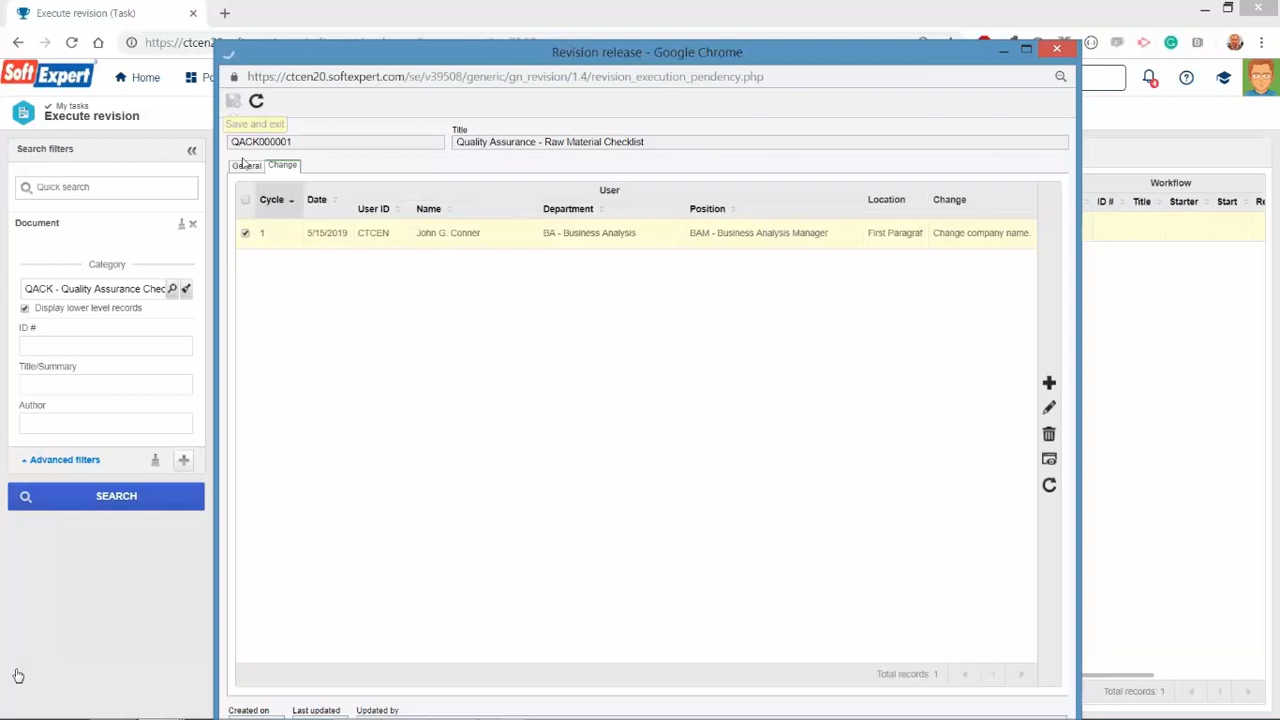 Execute revision (Task)
https://ctcen20
Revision release - Google Chrome
https://ctcen20.softexpert.com/se/v39508/generic/gn_revision/1.4/revision_execution_pendency.php
SoftExpert
Home
4
My tasks
Execute revision
Save and exit
Title
QACK000001
Quality Assurance - Raw Material Checklist
Search filters
General
Change
Quick search
Cycle
Date
User
User ID
Name
Department
Position
Location
Change
Workflow
ID #
Title
Starter
Start
Document
1
5/15/2019
CTCEN
John G. Conner
BA - Business Analysis
BAM - Business Analysis Manager
First Paragraf
Change company name.
Category
QACK - Quality Assurance Chec
Display lower level records
ID #
Title/Summary
Author
Advanced filters
SEARCH
Total records: 1
1
Total records: 1
1
Created on
Last updated
Updated by